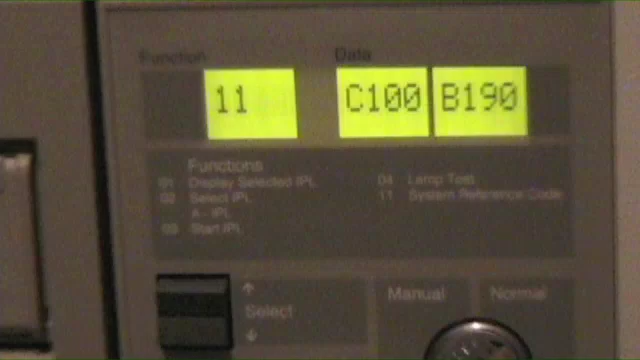 Function Data
11 C100 B190
Functions
01 Display Selected IPL 04 Lamp Test
02 Select IPL 11 System Reference Code
A - IPL
03 Start IPL
Select
Manual Normal